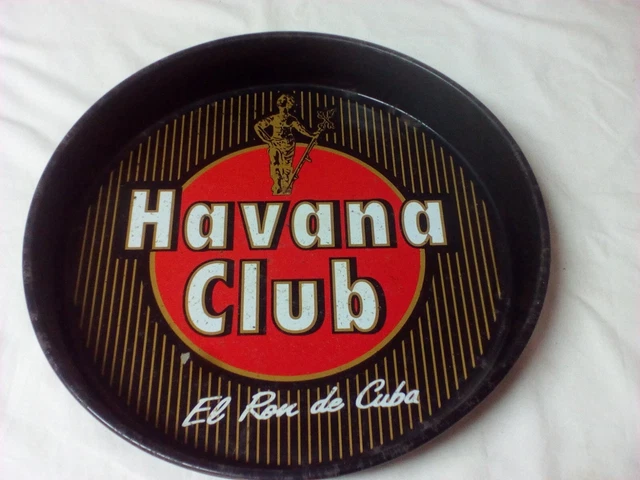 Havana
Club
El Ron de Cuba